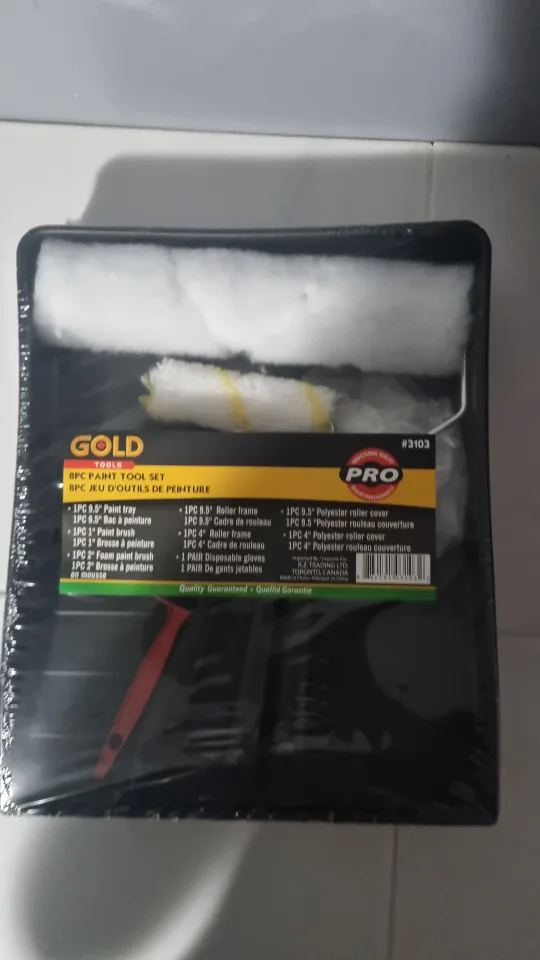 GOLD
TOOLS
#3103
PRO
8PC PAINT TOOL SET
8PC JEU D'OUTILS DE PEINTURE
• 1PC 9.5" Paint tray
1PC 9.5" Bac à peinture
• 1PC 1" Paint brush
1PC 1" Brosse à peinture
• 1PC 2" Foam paint brush
1PC 2" Brosse à peinture
en mousse
• 1PC 9.5" Roller frame
1PC 9.5" Cadre de rouleau
• 1PC 4" Roller frame
1PC 4" Cadre de rouleau
• 1 PAIR Disposable gloves
1 PAIR De gants jetables
• 1PC 9.5" Polyester roller cover
1PC 9.5 "Polyester rouleau couverture
• 1PC 4" Polyester roller cover
1PC 4" Polyester rouleau couverture
TRADING LTD.
TORONTO, CANADA
Quality Guaranteed • Qualité Garantie